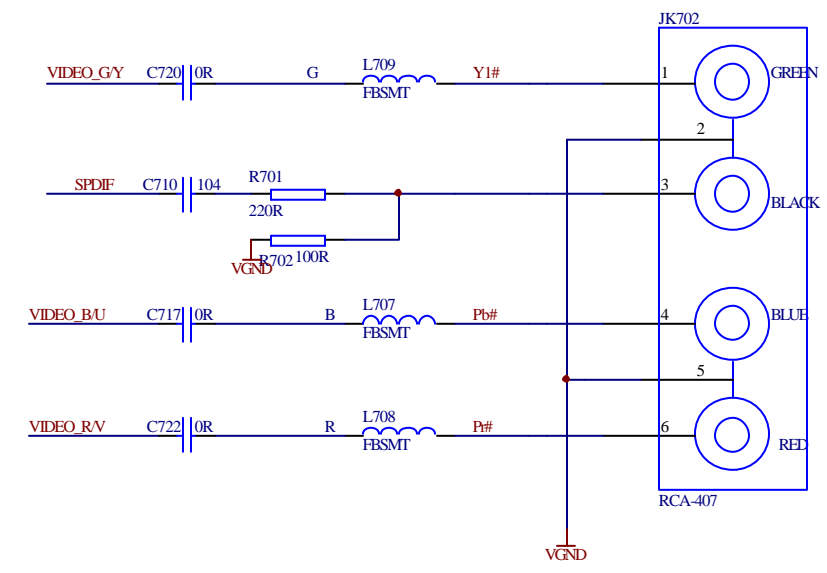 JK702
VIDEO_G/Y C720 0R G L709 FBSMT Y1# 1 GREEN
2
SPDIF C710 104 R701 220R 3 BLACK
VGND R702 100R
VIDEO_B/U C717 0R B L707 FBSMT Pb# 4 BLUE
5
VIDEO_R/V C722 0R R L708 FBSMT Pr# 6 RED
RCA-407
VGND